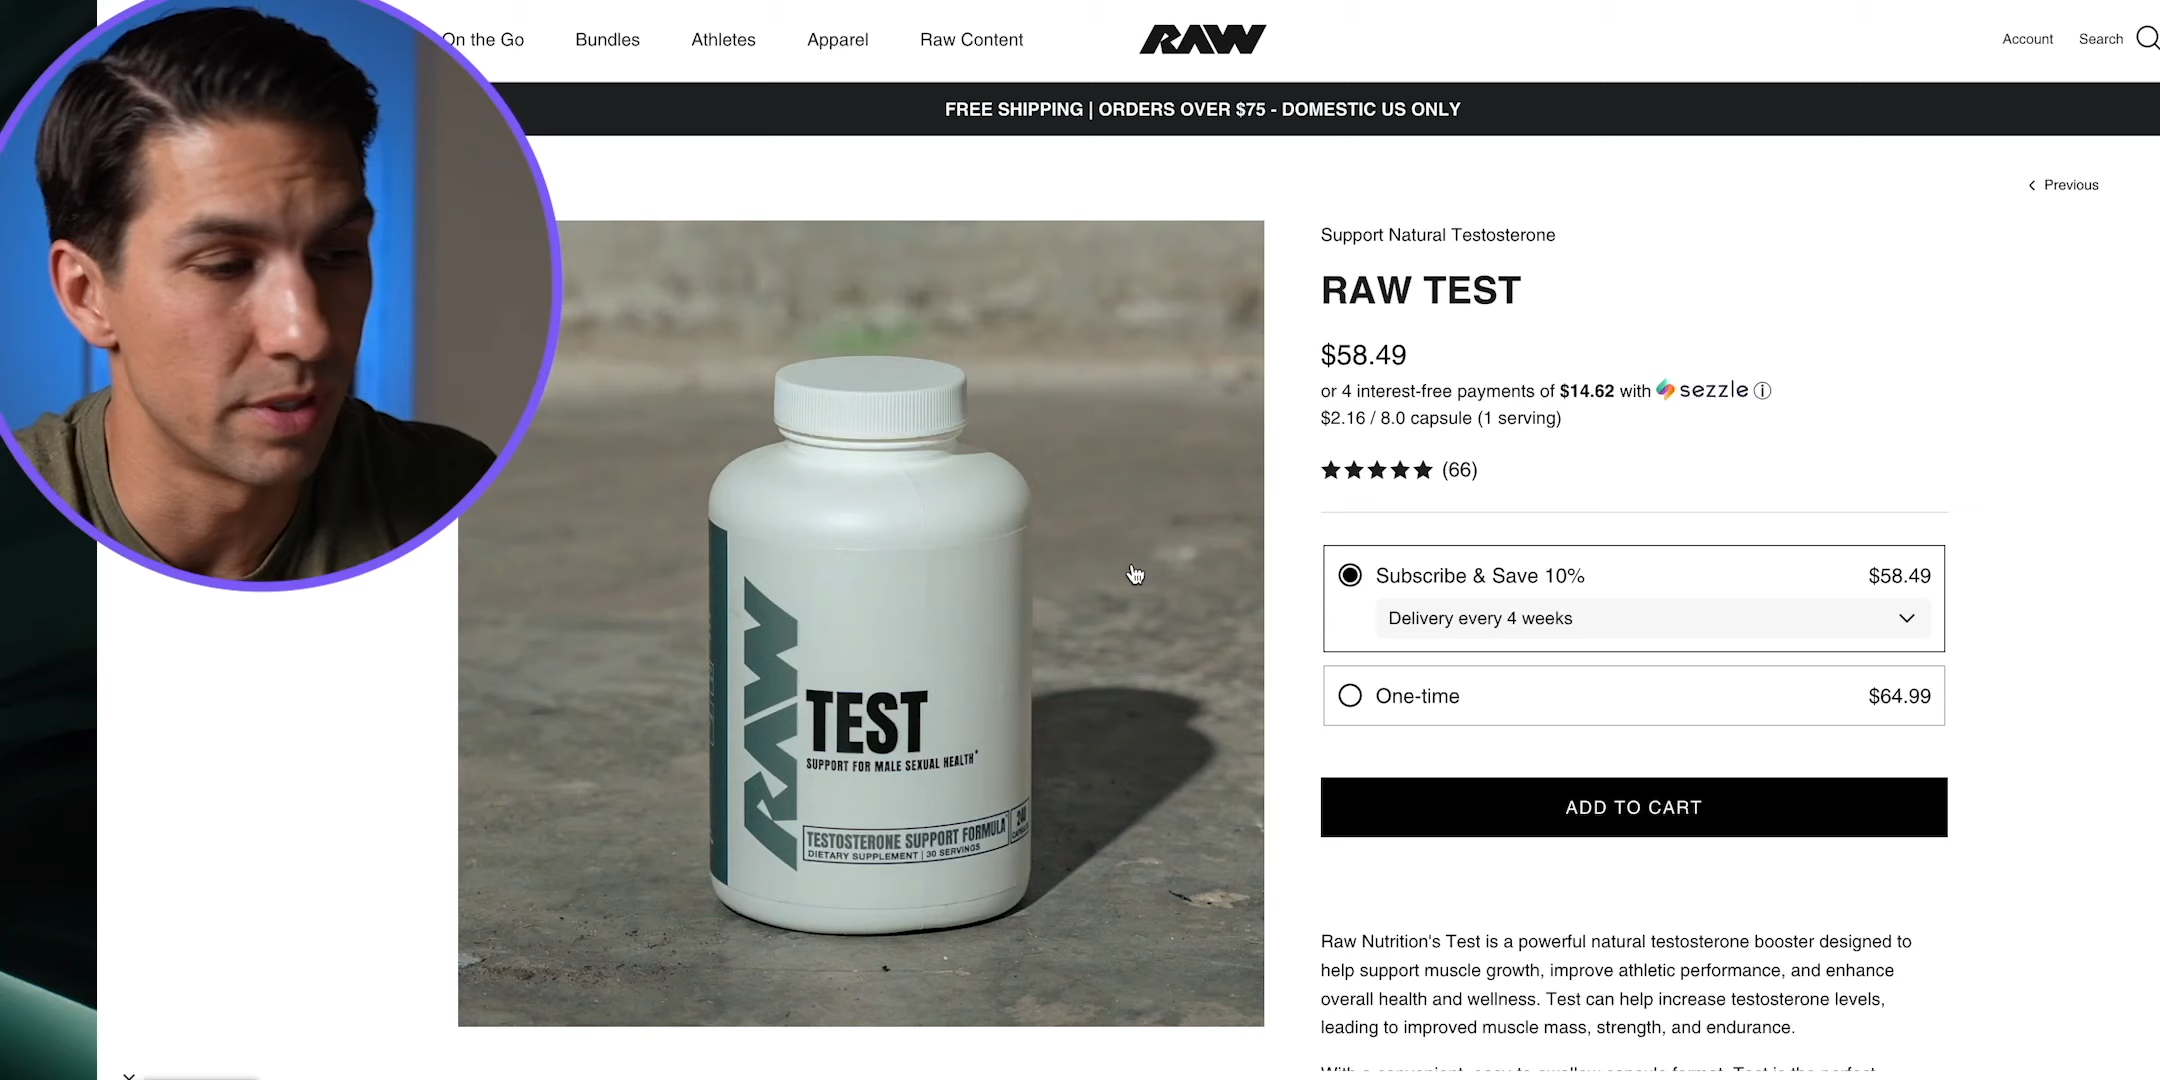 On the Go
Bundles
Athletes
Apparel
Raw Content
RAW
Account
Search
FREE SHIPPING | ORDERS OVER $75 - DOMESTIC US ONLY
Previous
Support Natural Testosterone
RAW TEST
$58.49
or 4 interest-free payments of $14.62 with sezzle
$2.16 / 8.0 capsule (1 serving)
(66)
Subscribe & Save 10%
$58.49
Delivery every 4 weeks
One-time
$64.99
ADD TO CART
RAW
TEST
SUPPORT FOR MALE SEXUAL HEALTH*
TESTOSTERONE SUPPORT FORMULA
240
CAPSULES
DIETARY SUPPLEMENT | 30 SERVINGS
Raw Nutrition's Test is a powerful natural testosterone booster designed to
help support muscle growth, improve athletic performance, and enhance
overall health and wellness. Test can help increase testosterone levels,
leading to improved muscle mass, strength, and endurance.